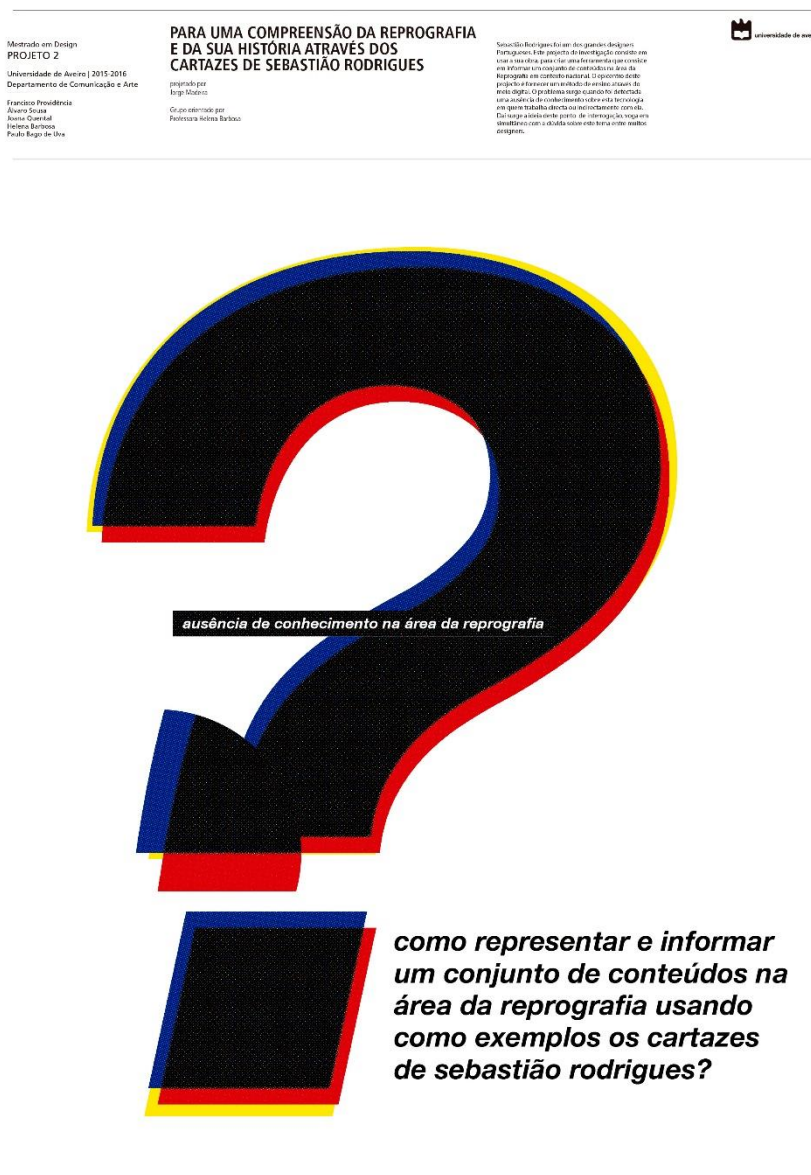 Mestrado em Design
PROJETO 2
Universidade de Aveiro | 2015-2016
Departamento de Comunicação e Arte
Francisco Providência
Álvaro Sousa
Joana Quental
Helena Barbosa
Paulo Bago de Uva
PARA UMA COMPREENSÃO DA REPROGRAFIA
E DA SUA HISTÓRIA ATRAVÉS DOS
CARTAZES DE SEBASTIÃO RODRIGUES
projetado por
Jorge Madeira
Grupo orientado por
Professora Helena Barbosa
Sebastião Rodrigues foi um dos grandes designers
Portugueses. Este projecto de investigação consiste em
usar a sua obra, para criar uma ferramenta que consiste
em informar um conjunto de conteúdos na área da
Reprografia em contexto nacional. O epicentro deste
projecto é fornecer um método de ensino através do
meio digital. O problema surge quando foi detectada
uma ausência de conhecimento sobre esta tecnologia
em quem trabalha directa ou indirectamente com ela.
Daí surge a ideia deste ponto de interrogação, voga em
simultâneo com a dúvida sobre este tema entre muitos
designers.
universidade de ave
ausência de conhecimento na área da reprografia
como representar e informar
um conjunto de conteúdos na
área da reprografia usando
como exemplos os cartazes
de sebastião rodrigues?